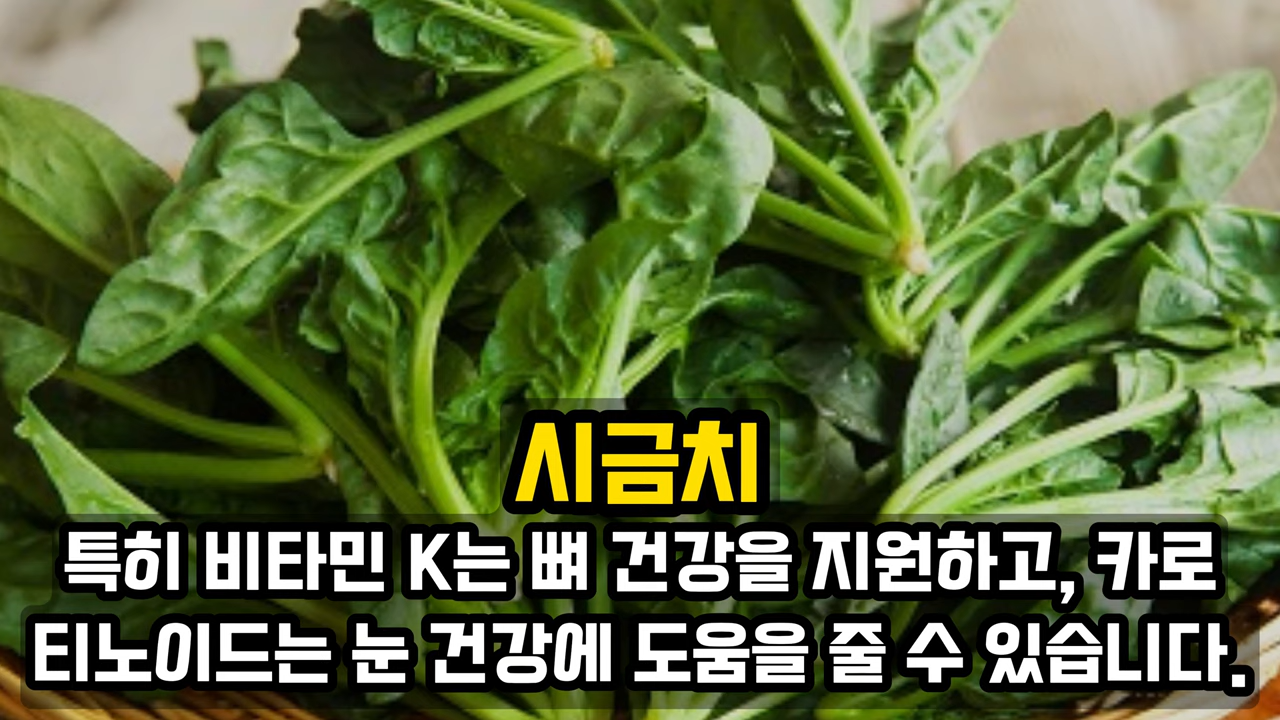 시금치
특히 비타민 K는 뼈 건강을 지원하고, 카로
티노이드는 눈 건강에 도움을 줄 수 있습니다.